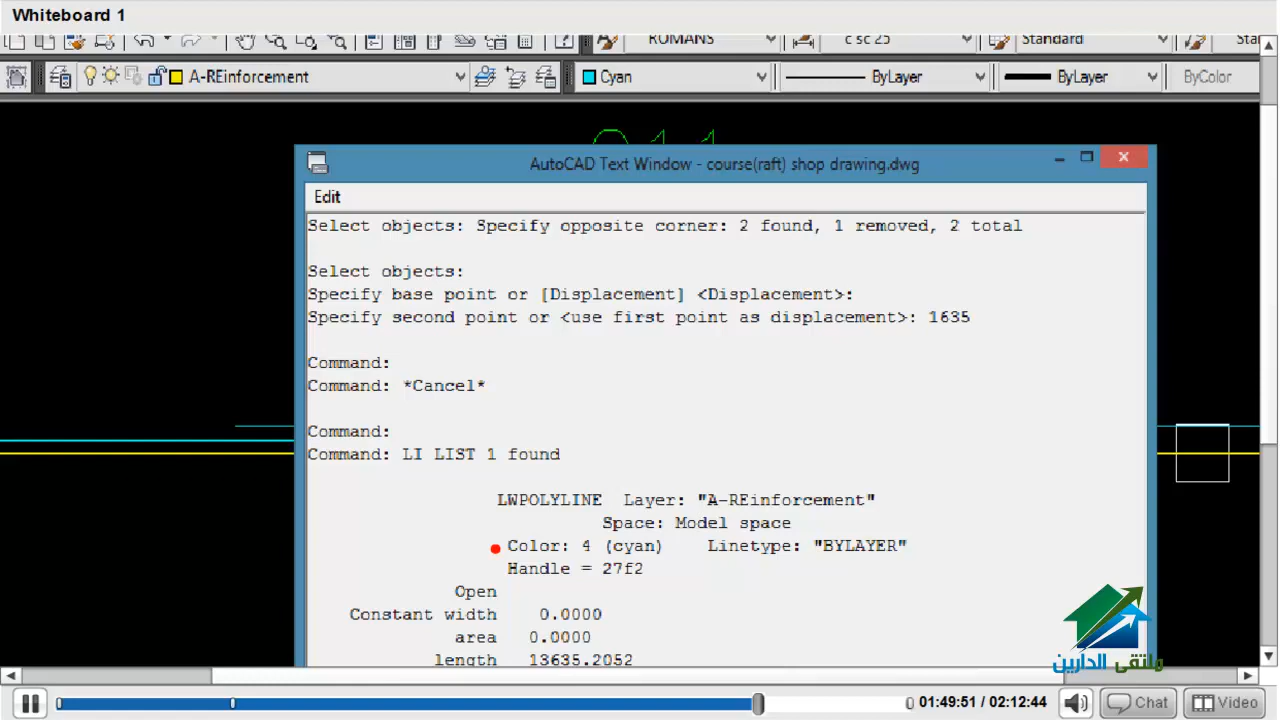 Whiteboard 1
ROMANS c sc 25 Standard Sta
A-REinforcement Cyan ByLayer ByLayer ByColor
AutoCAD Text Window - course(raft) shop drawing.dwg
Edit
Select objects: Specify opposite corner: 2 found, 1 removed, 2 total
Select objects:
Specify base point or [Displacement] <Displacement>:
Specify second point or <use first point as displacement>: 1635
Command:
Command: *Cancel*
Command:
Command: LI LIST 1 found
LWPOLYLINE Layer: "A-REinforcement"
Space: Model space
Color: 4 (cyan) Linetype: "BYLAYER"
Handle = 27f2
Open
Constant width 0.0000
area 0.0000
length 13635.2052
ملتقى الدارين
01:49:51 / 02:12:44 Chat Video